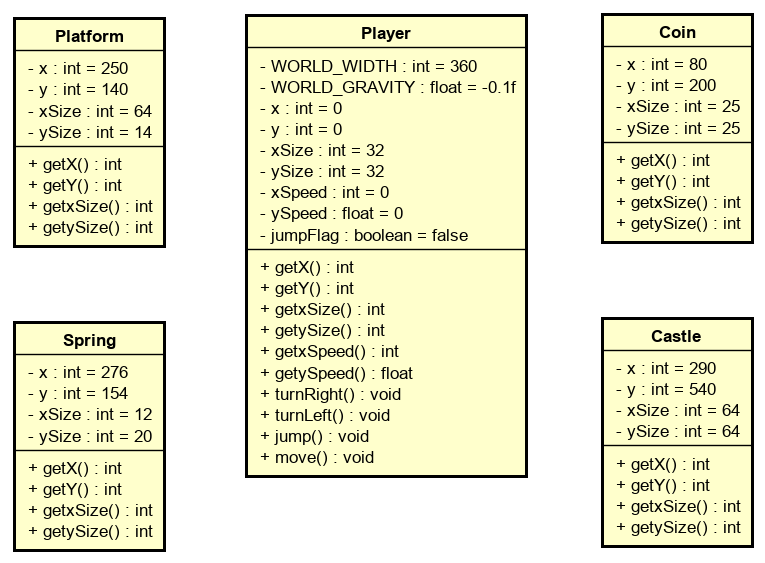 Platform
- x : int = 250
- y : int = 140
- xSize : int = 64
- ySize : int = 14
+ getX() : int
+ getY() : int
+ getxSize() : int
+ getySize() : int
Player
- WORLD_WIDTH : int = 360
- WORLD_GRAVITY : float = -0.1f
- x : int = 0
- y : int = 0
- xSize : int = 32
- ySize : int = 32
- xSpeed : int = 0
- ySpeed : float = 0
- jumpFlag : boolean = false
+ getX() : int
+ getY() : int
+ getxSize() : int
+ getySize() : int
+ getxSpeed() : int
+ getySpeed() : float
+ turnRight() : void
+ turnLeft() : void
+ jump() : void
+ move() : void
Coin
- x : int = 80
- y : int = 200
- xSize : int = 25
- ySize : int = 25
+ getX() : int
+ getY() : int
+ getxSize() : int
+ getySize() : int
Spring
- x : int = 276
- y : int = 154
- xSize : int = 12
- ySize : int = 20
+ getX() : int
+ getY() : int
+ getxSize() : int
+ getySize() : int
Castle
- x : int = 290
- y : int = 540
- xSize : int = 64
- ySize : int = 64
+ getX() : int
+ getY() : int
+ getxSize() : int
+ getySize() : int